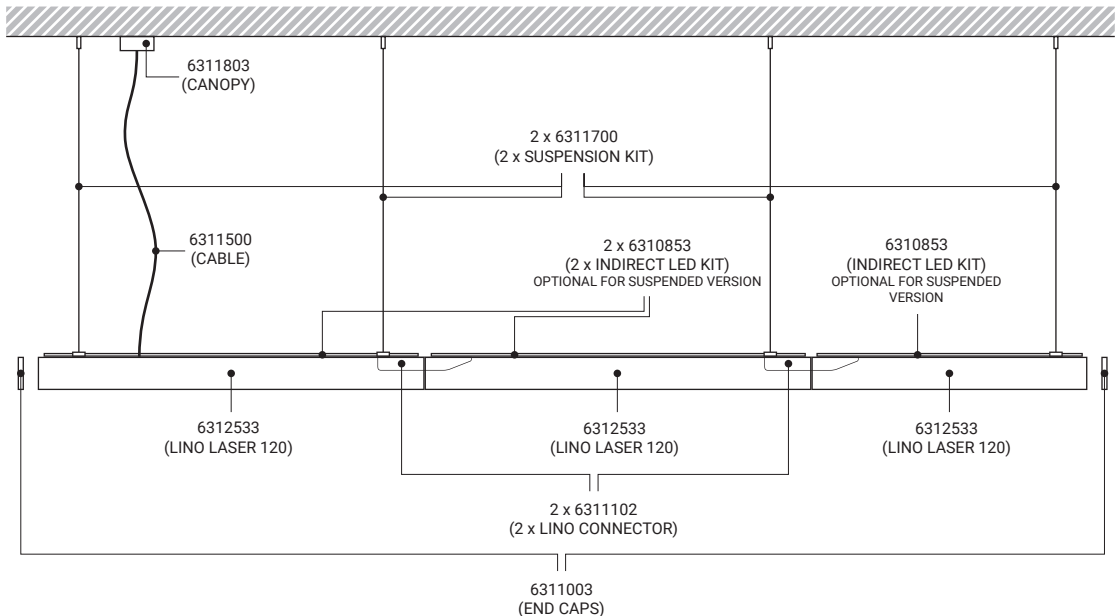 6311803
(CANOPY)
2 x 6311700
(2 x SUSPENSION KIT)
6311500
(CABLE)
2 x 6310853
(2 x INDIRECT LED KIT)
OPTIONAL FOR SUSPENDED VERSION
6310853
(INDIRECT LED KIT)
OPTIONAL FOR SUSPENDED
VERSION
6312533
(LINO LASER 120)
6312533
(LINO LASER 120)
6312533
(LINO LASER 120)
2 x 6311102
(2 x LINO CONNECTOR)
6311003
(END CAPS)